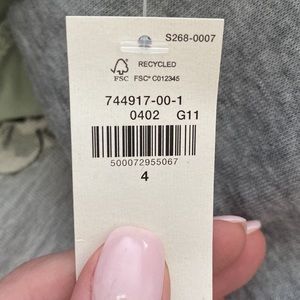 S268-0007
RECYCLED
FSC FSC® C012345
744917-00-1
0402 G11
500072955067
4